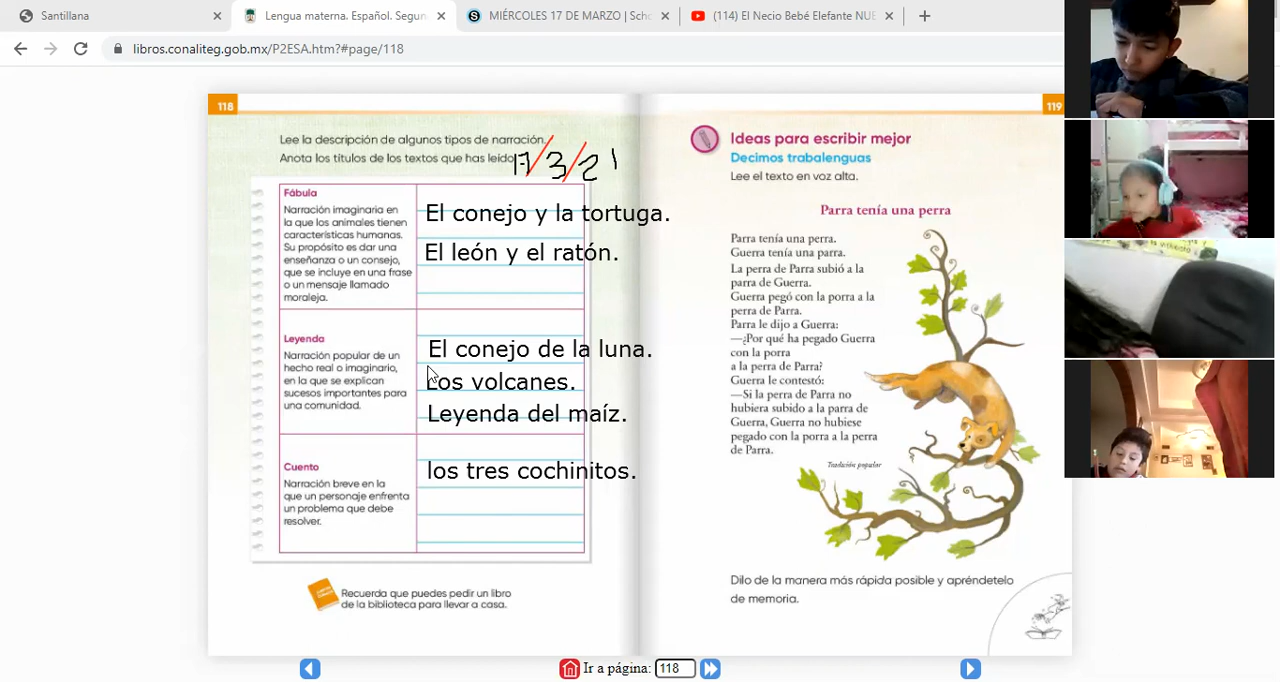 Santillana
Lengua materna. Español. Segun
MIÉRCOLES 17 DE MARZO | Scho
(114) El Necio Bebé Elefante NUE
libros.conaliteg.gob.mx/P2ESA.htm?#page/118
118
Lee la descripción de algunos tipos de narración.
Anota los títulos de los textos que has leído
17/3/21
Fábula
Narración imaginaria en
la que los animales tienen
características humanas.
Su propósito es dar una
enseñanza o un consejo,
que se incluye en una frase
o un mensaje llamado
moraleja.
El conejo y la tortuga.
El león y el ratón.
Leyenda
Narración popular de un
hecho real o imaginario,
en la que se explican
sucesos importantes para
una comunidad.
El conejo de la luna.
Los volcanes.
Leyenda del maíz.
Cuento
Narración breve en la
que un personaje enfrenta
un problema que debe
resolver.
los tres cochinitos.
Recuerda que puedes pedir un libro
de la biblioteca para llevar a casa.
119
Ideas para escribir mejor
Decimos trabalenguas
Lee el texto en voz alta.
Parra tenía una perra
Parra tenía una perra.
Guerra tenía una parra.
La perra de Parra subió a la
parra de Guerra.
Guerra pegó con la porra a la
perra de Parra.
Parra le dijo a Guerra:
—¿Por qué ha pegado Guerra
con la porra
a la perra de Parra?
Guerra le contestó:
—Si la perra de Parra no
hubiera subido a la parra de
Guerra, Guerra no hubiese
pegado con la porra a la perra
de Parra.
Tradición popular
Dilo de la manera más rápida posible y apréndetelo
de memoria.
Ir a página: 118